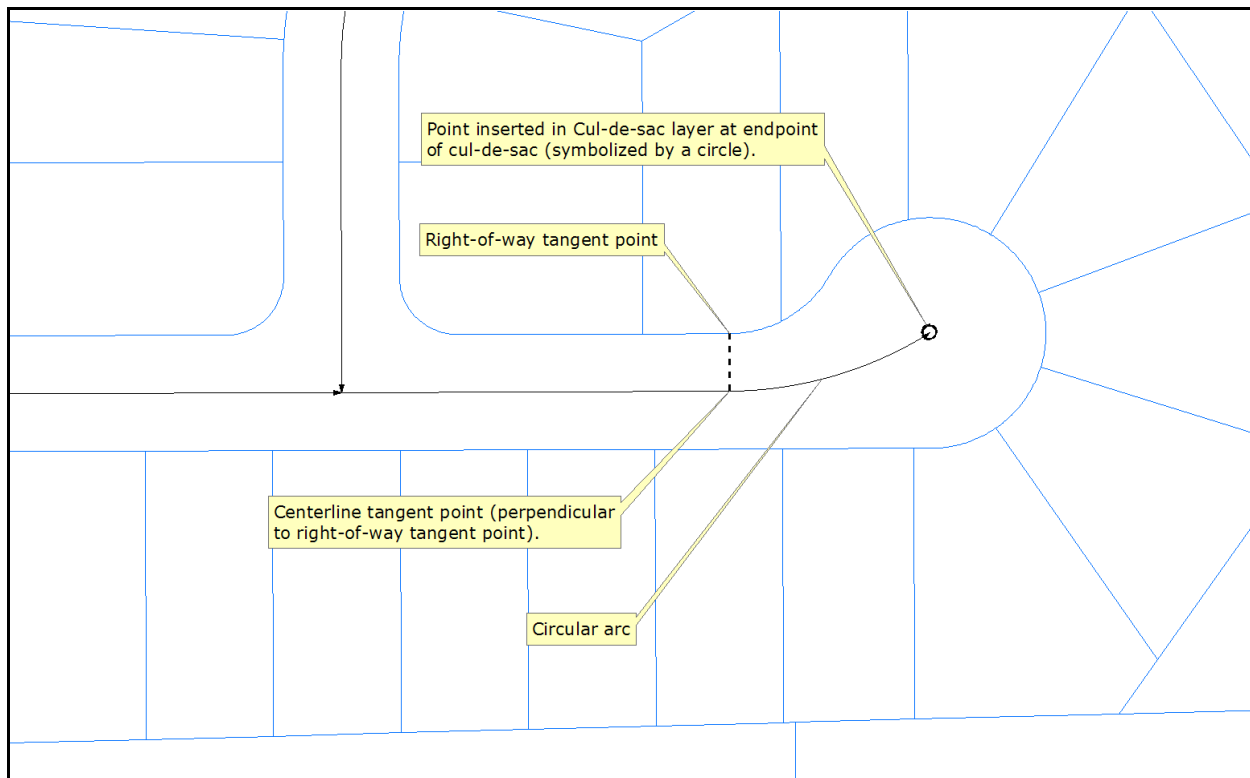 Point inserted in Cul-de-sac layer at endpoint
of cul-de-sac (symbolized by a circle).
Right-of-way tangent point
Centerline tangent point (perpendicular
to right-of-way tangent point).
Circular arc